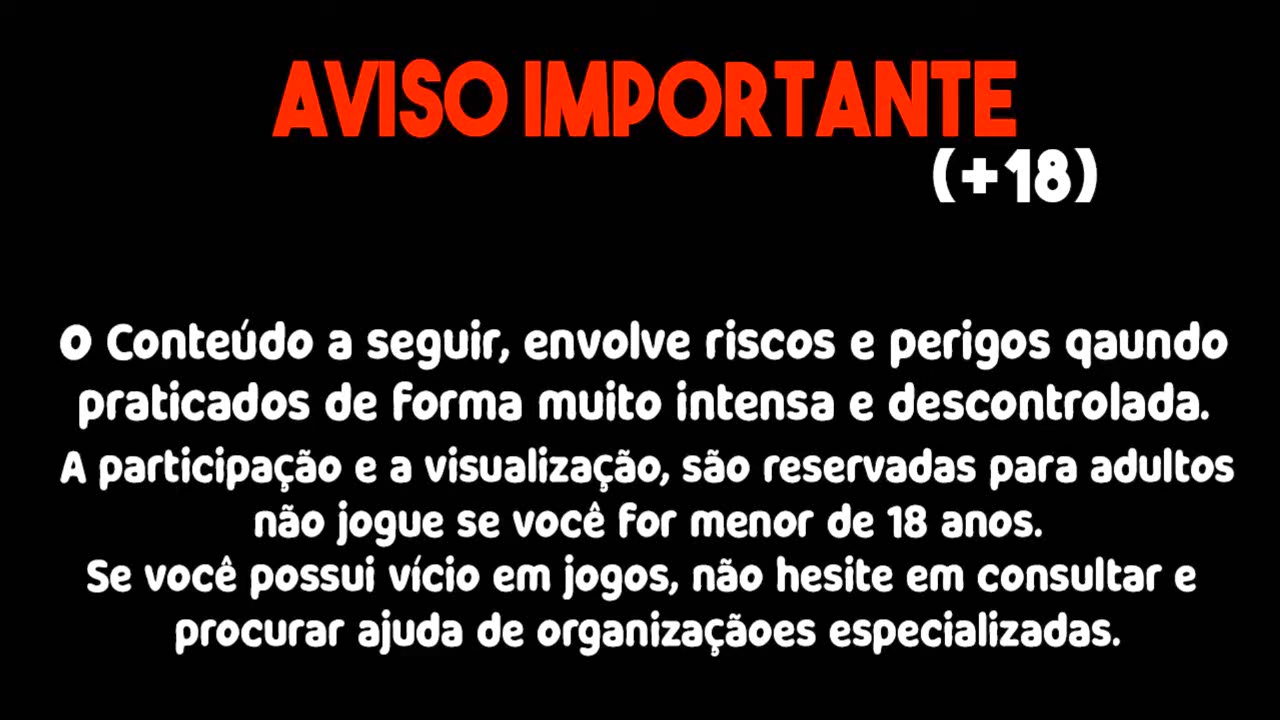 AVISO IMPORTANTE
(+18)
O Conteúdo a seguir, envolve riscos e perigos qaundo
praticados de forma muito intensa e descontrolada.
A participação e a visualização, são reservadas para adultos
não jogue se você for menor de 18 anos.
Se você possui vício em jogos, não hesite em consultar e
procurar ajuda de organizaçãoes especializadas.